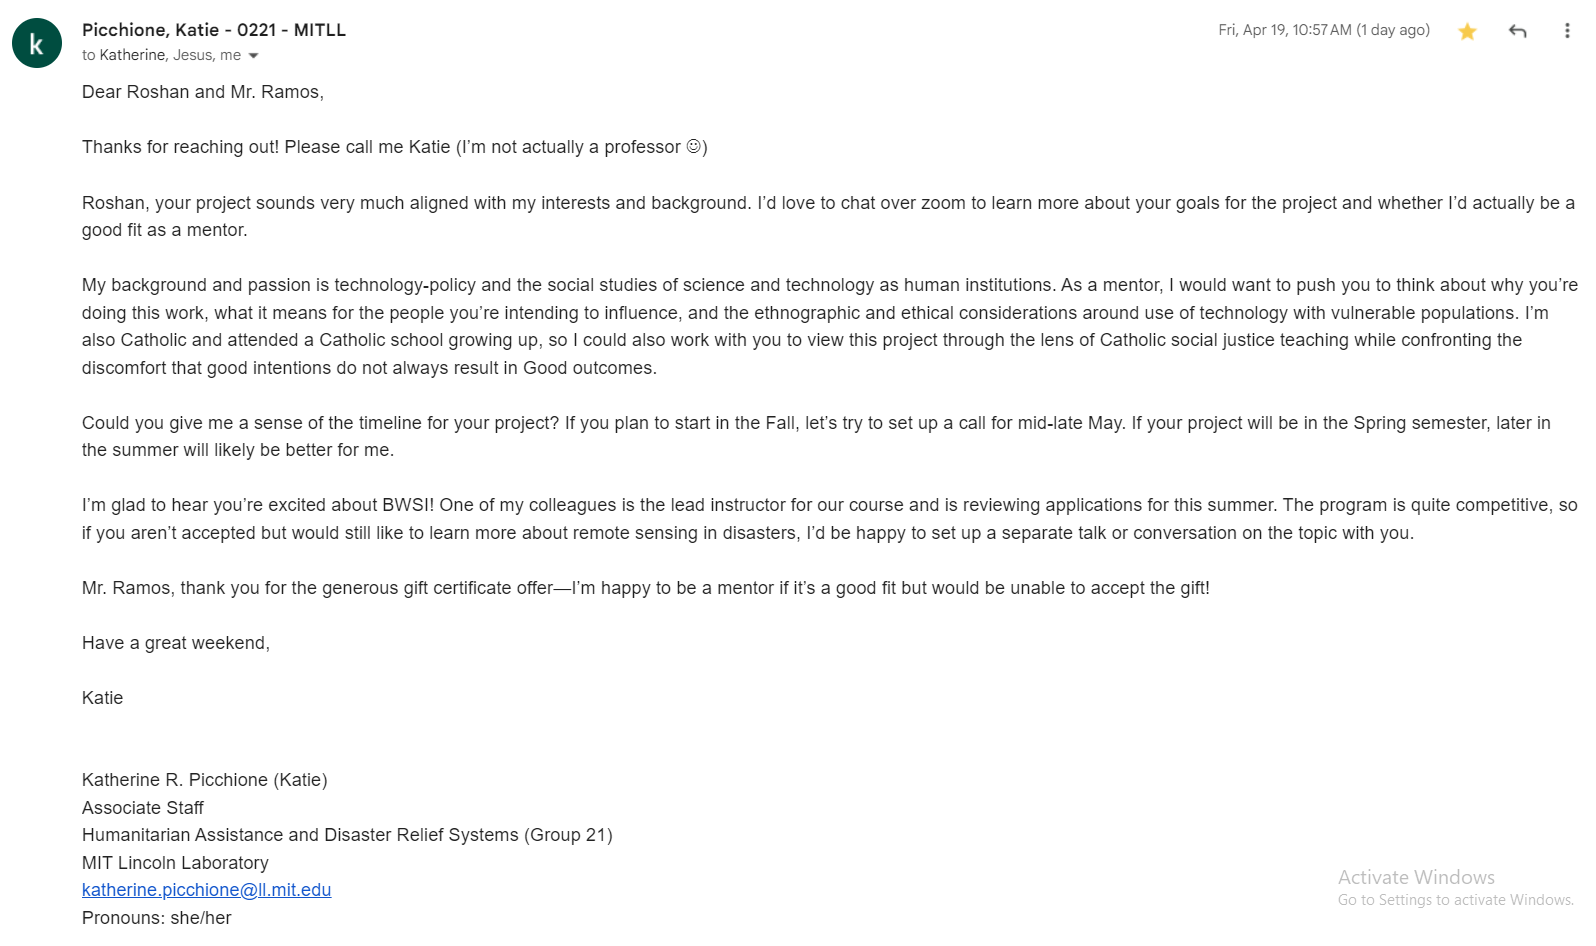 k
Picchione, Katie - 0221 - MITLL
Fri, Apr 19, 10:57 AM (1 day ago)
to Katherine, Jesus, me
Dear Roshan and Mr. Ramos,
Thanks for reaching out! Please call me Katie (I’m not actually a professor ☺)
Roshan, your project sounds very much aligned with my interests and background. I’d love to chat over zoom to learn more about your goals for the project and whether I’d actually be a
good fit as a mentor.
My background and passion is technology-policy and the social studies of science and technology as human institutions. As a mentor, I would want to push you to think about why you’re
doing this work, what it means for the people you’re intending to influence, and the ethnographic and ethical considerations around use of technology with vulnerable populations. I’m
also Catholic and attended a Catholic school growing up, so I could also work with you to view this project through the lens of Catholic social justice teaching while confronting the
discomfort that good intentions do not always result in Good outcomes.
Could you give me a sense of the timeline for your project? If you plan to start in the Fall, let’s try to set up a call for mid-late May. If your project will be in the Spring semester, later in
the summer will likely be better for me.
I’m glad to hear you’re excited about BWSI! One of my colleagues is the lead instructor for our course and is reviewing applications for this summer. The program is quite competitive, so
if you aren’t accepted but would still like to learn more about remote sensing in disasters, I’d be happy to set up a separate talk or conversation on the topic with you.
Mr. Ramos, thank you for the generous gift certificate offer—I’m happy to be a mentor if it’s a good fit but would be unable to accept the gift!
Have a great weekend,
Katie
Katherine R. Picchione (Katie)
Associate Staff
Humanitarian Assistance and Disaster Relief Systems (Group 21)
MIT Lincoln Laboratory
katherine.picchione@ll.mit.edu
Pronouns: she/her
Activate Windows
Go to Settings to activate Windows.